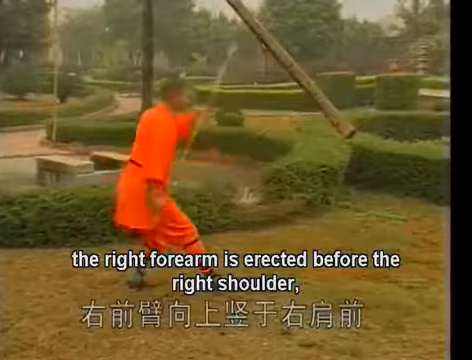 the right forearm is erected before the
right shoulder,
右前臂向上竖于右肩前